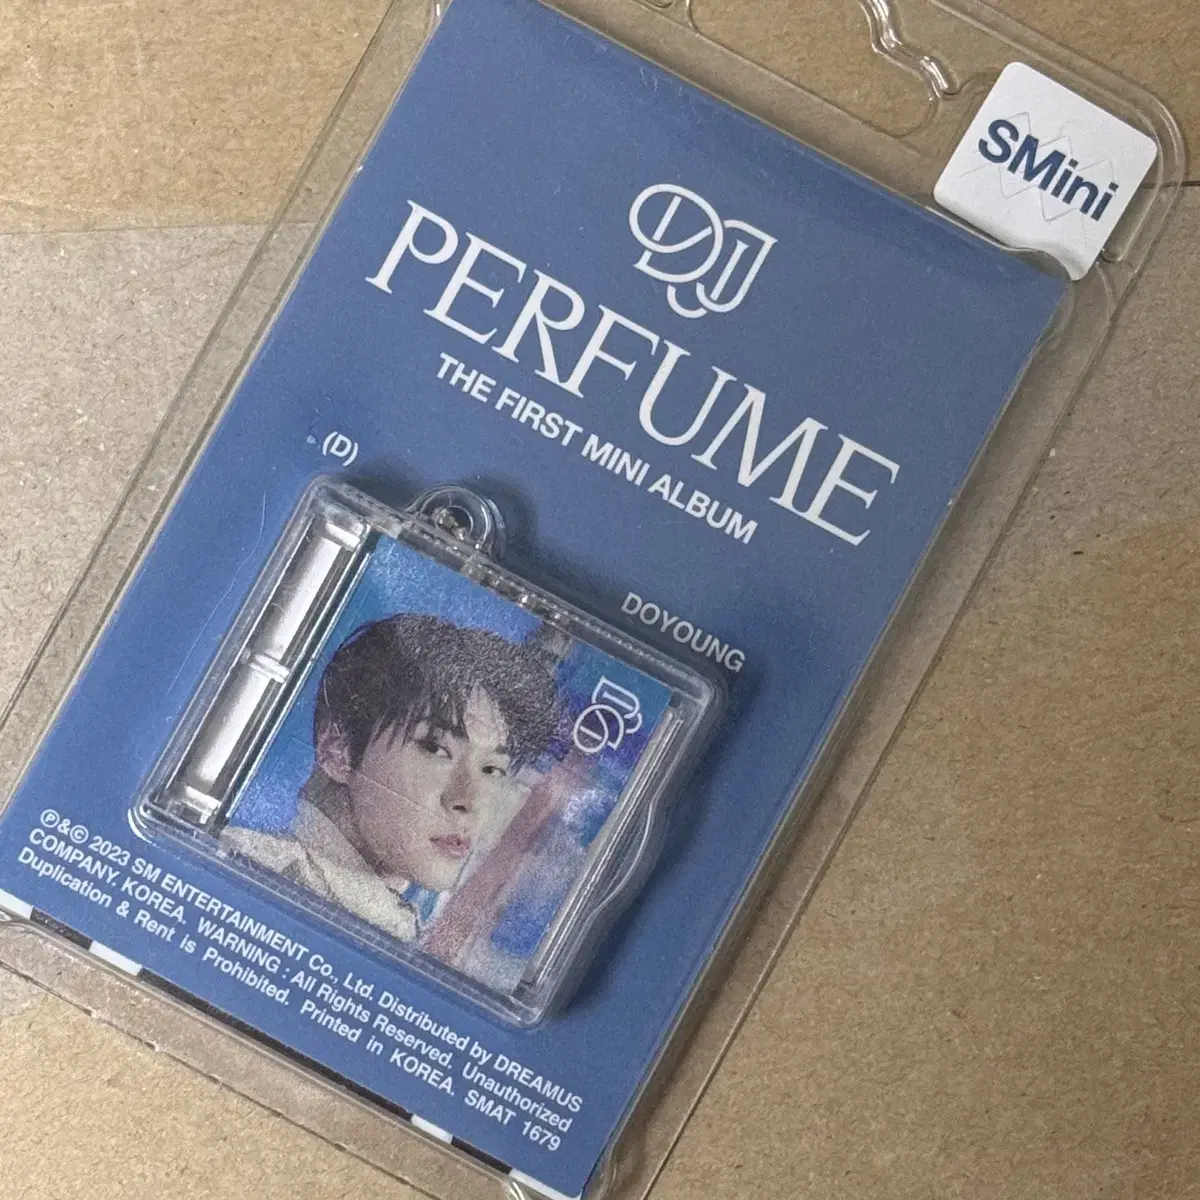 SMini
DJ
PERFUME
THE FIRST MINI ALBUM
(D)
DOYOUNG
℗&© 2023 SM ENTERTAINMENT Co., Ltd. Distributed by DREAMUS
COMPANY. KOREA. WARNING : All Rights Reserved. Unauthorized
Duplication & Rent is Prohibited. Printed in KOREA. SMAT 1679